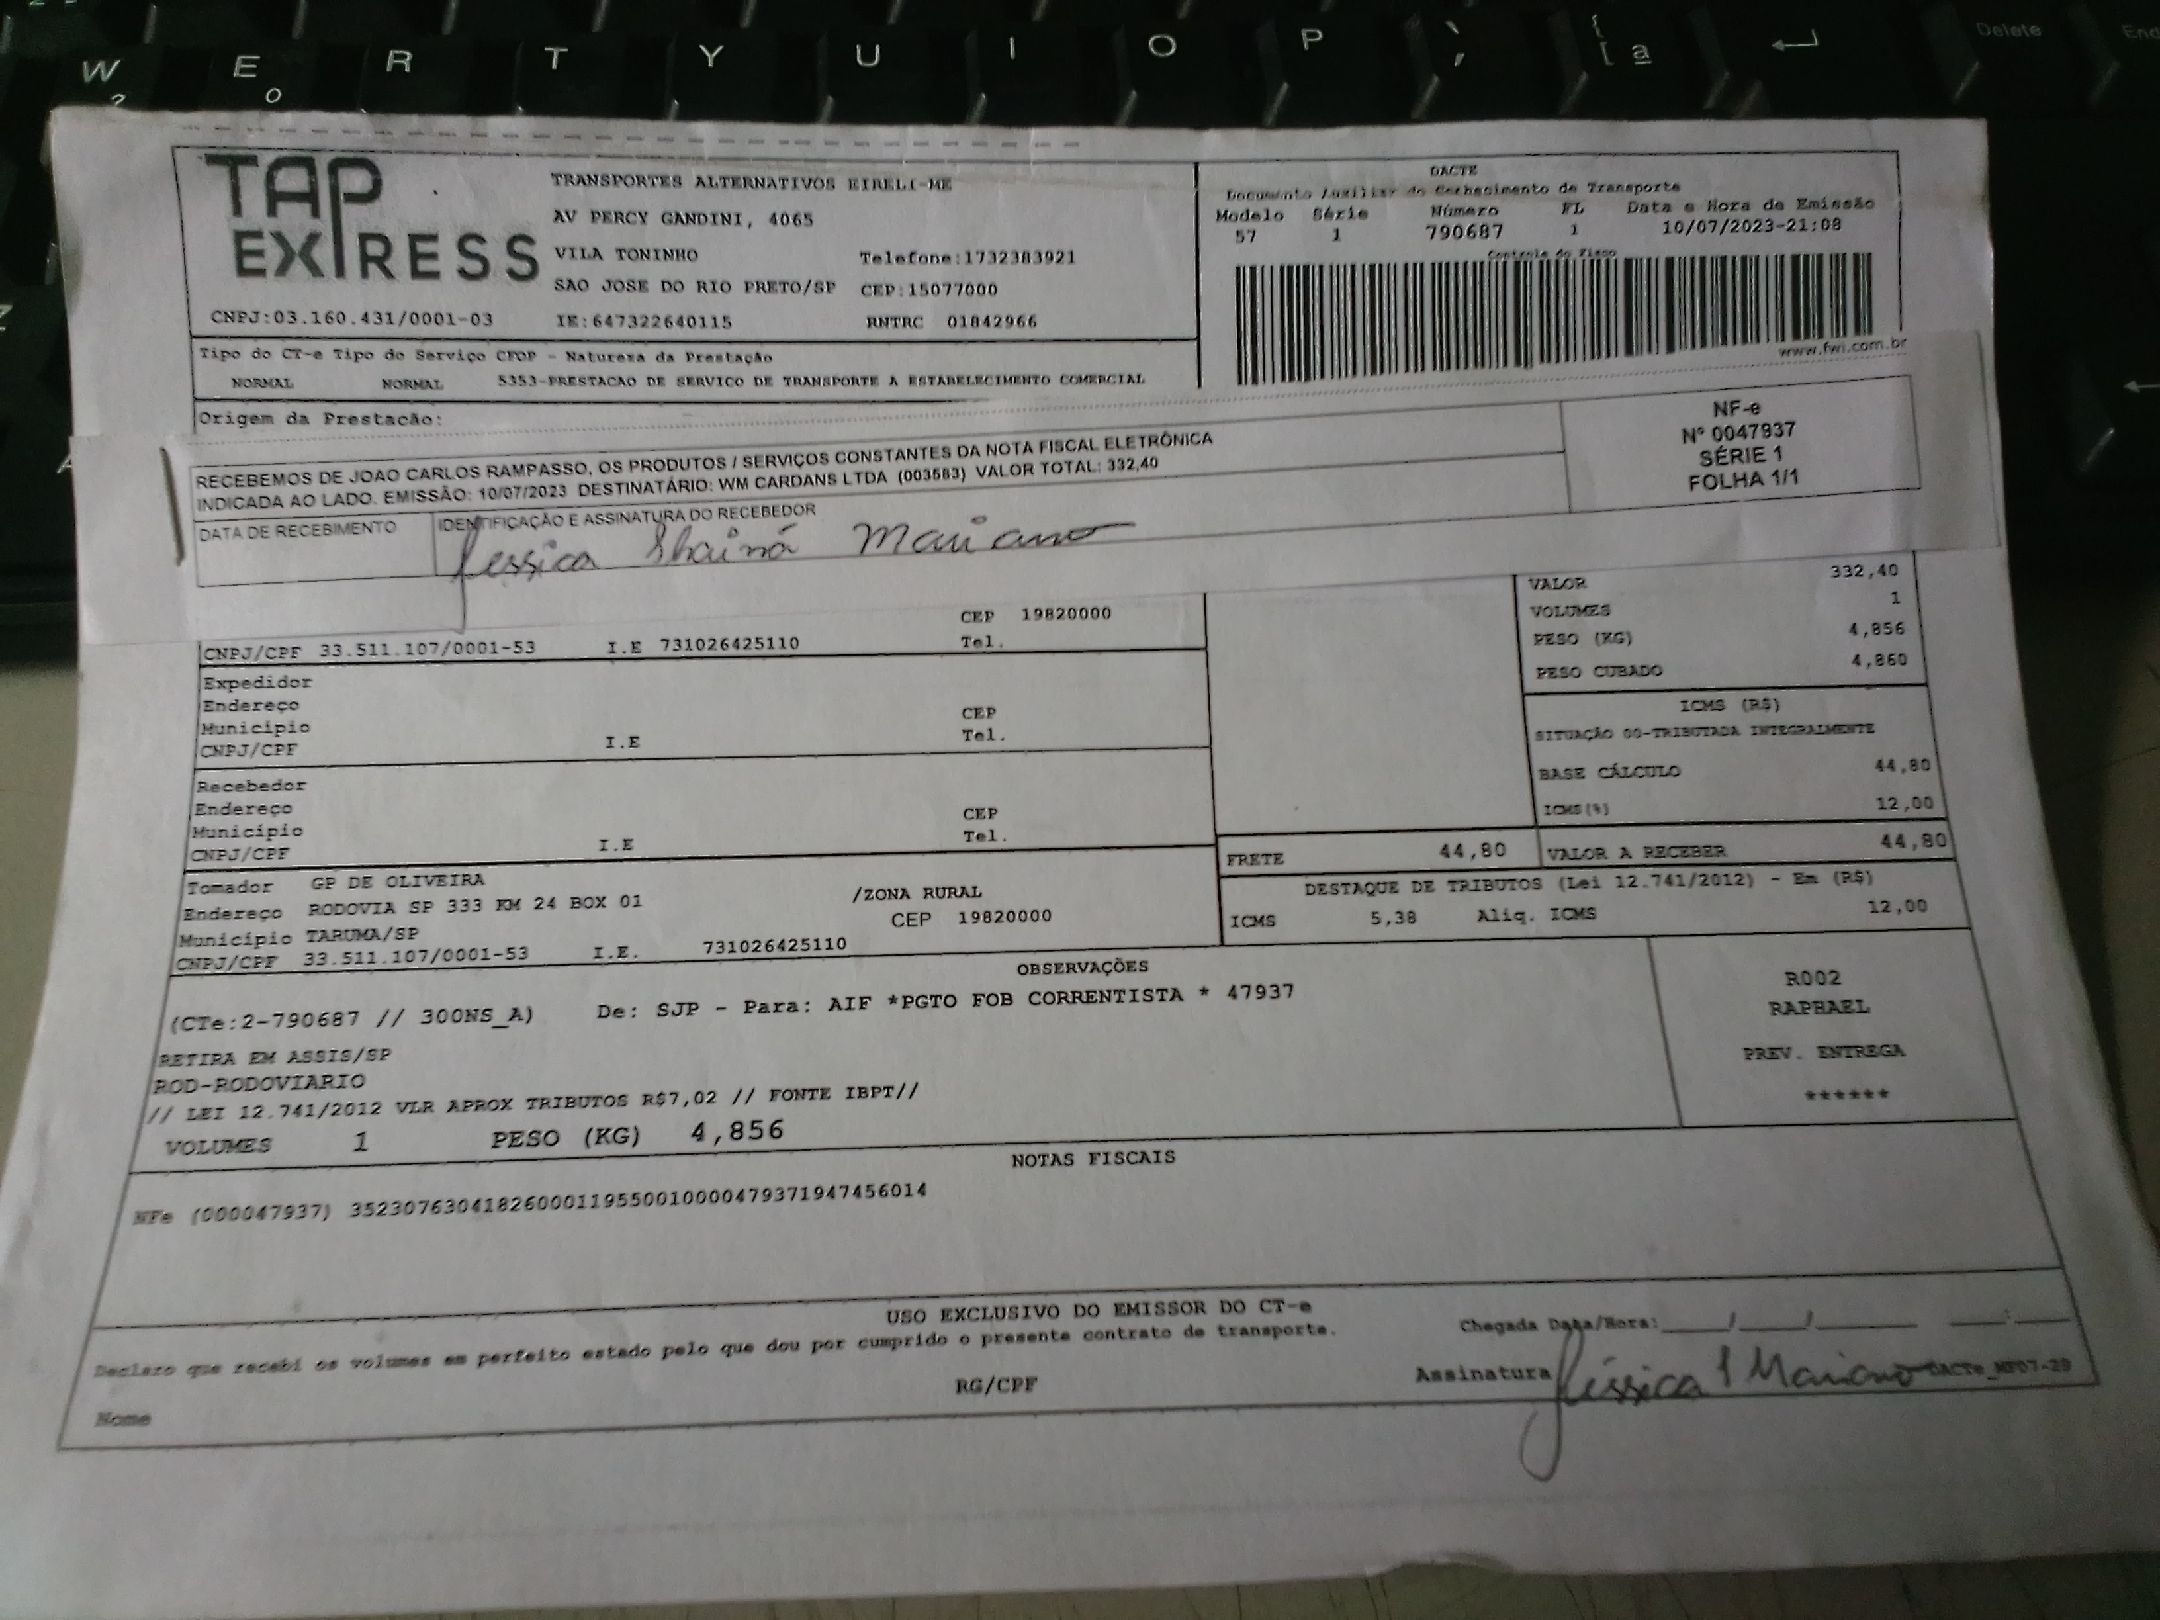 W E R T Y U I O P
TAP EXPRESS
TRANSPORTES ALTERNATIVOS EIRELI-ME
AV PERCY GANDINI, 4065
VILA TONINHO Telefone:1732383921
SAO JOSE DO RIO PRETO/SP CEP:15077000
CNPJ:03.160.431/0001-03 IE:647322640115 RNTRC 01842966
DACTE
Documento Auxiliar do Conhecimento de Transporte
Modelo Série Número FL Data e Hora da Emissão
57 1 790687 1 10/07/2023-21:08
Controle do Fisco
www.fwi.com.br
Tipo do CT-e Tipo do Serviço CFOP - Natureza da Prestação
NORMAL NORMAL 5353-PRESTACAO DE SERVICO DE TRANSPORTE A ESTABELECIMENTO COMERCIAL
Origem da Prestação:
RECEBEMOS DE JOAO CARLOS RAMPASSO, OS PRODUTOS / SERVIÇOS CONSTANTES DA NOTA FISCAL ELETRÔNICA
INDICADA AO LADO. EMISSÃO: 10/07/2023 DESTINATÁRIO: WM CARDANS LTDA (003583) VALOR TOTAL: 332,40
NF-e
Nº 0047937
SÉRIE 1
FOLHA 1/1
DATA DE RECEBIMENTO IDENTIFICAÇÃO E ASSINATURA DO RECEBEDOR
Jessica Shainá Mariano
CEP 19820000
CNPJ/CPF 33.511.107/0001-53 I.E 731026425110 Tel.
VALOR 332,40
VOLUMES 1
PESO (KG) 4,856
PESO CUBADO 4,860
Expedidor
Endereço
Município CEP
CNPJ/CPF I.E Tel.
ICMS (R$)
SITUAÇÃO 00-TRIBUTADA INTEGRALMENTE
BASE CÁLCULO 44,80
ICMS(%) 12,00
Recebedor
Endereço
Município CEP
CNPJ/CPF I.E Tel.
FRETE 44,80 VALOR A RECEBER 44,80
Tomador GP DE OLIVEIRA
Endereço RODOVIA SP 333 KM 24 BOX 01 /ZONA RURAL
Município TARUMA/SP CEP 19820000
CNPJ/CPF 33.511.107/0001-53 I.E. 731026425110
DESTAQUE DE TRIBUTOS (Lei 12.741/2012) - Em (R$)
ICMS 5,38 Aliq. ICMS 12,00
OBSERVAÇÕES
(CTe:2-790687 // 300NS_A) De: SJP - Para: AIF *PGTO FOB CORRENTISTA * 47937
RETIRA EM ASSIS/SP
ROD-RODOVIARIO
// LEI 12.741/2012 VLR APROX TRIBUTOS R$7,02 // FONTE IBPT//
VOLUMES 1 PESO (KG) 4,856
R002
RAPHAEL
PREV. ENTREGA
******
NOTAS FISCAIS
NFe (000047937) 35230763041826000119550010000479371947456014
USO EXCLUSIVO DO EMISSOR DO CT-e
Declaro que recebi os volumes em perfeito estado pelo que dou por cumprido o presente contrato de transporte.
Chegada Data/Hora:____/____/______ ___:___
Nome RG/CPF Assinatura Jéssica S Mariano